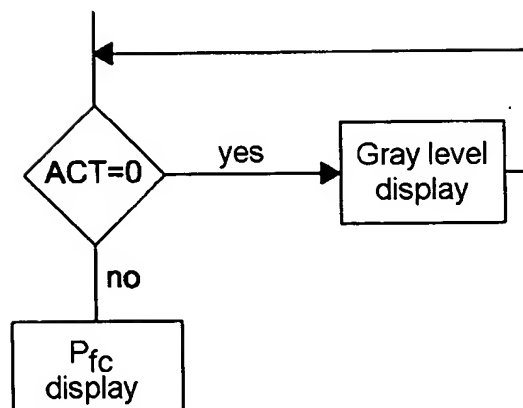 ACT=0
yes
Gray level
display
no
Pfc
display